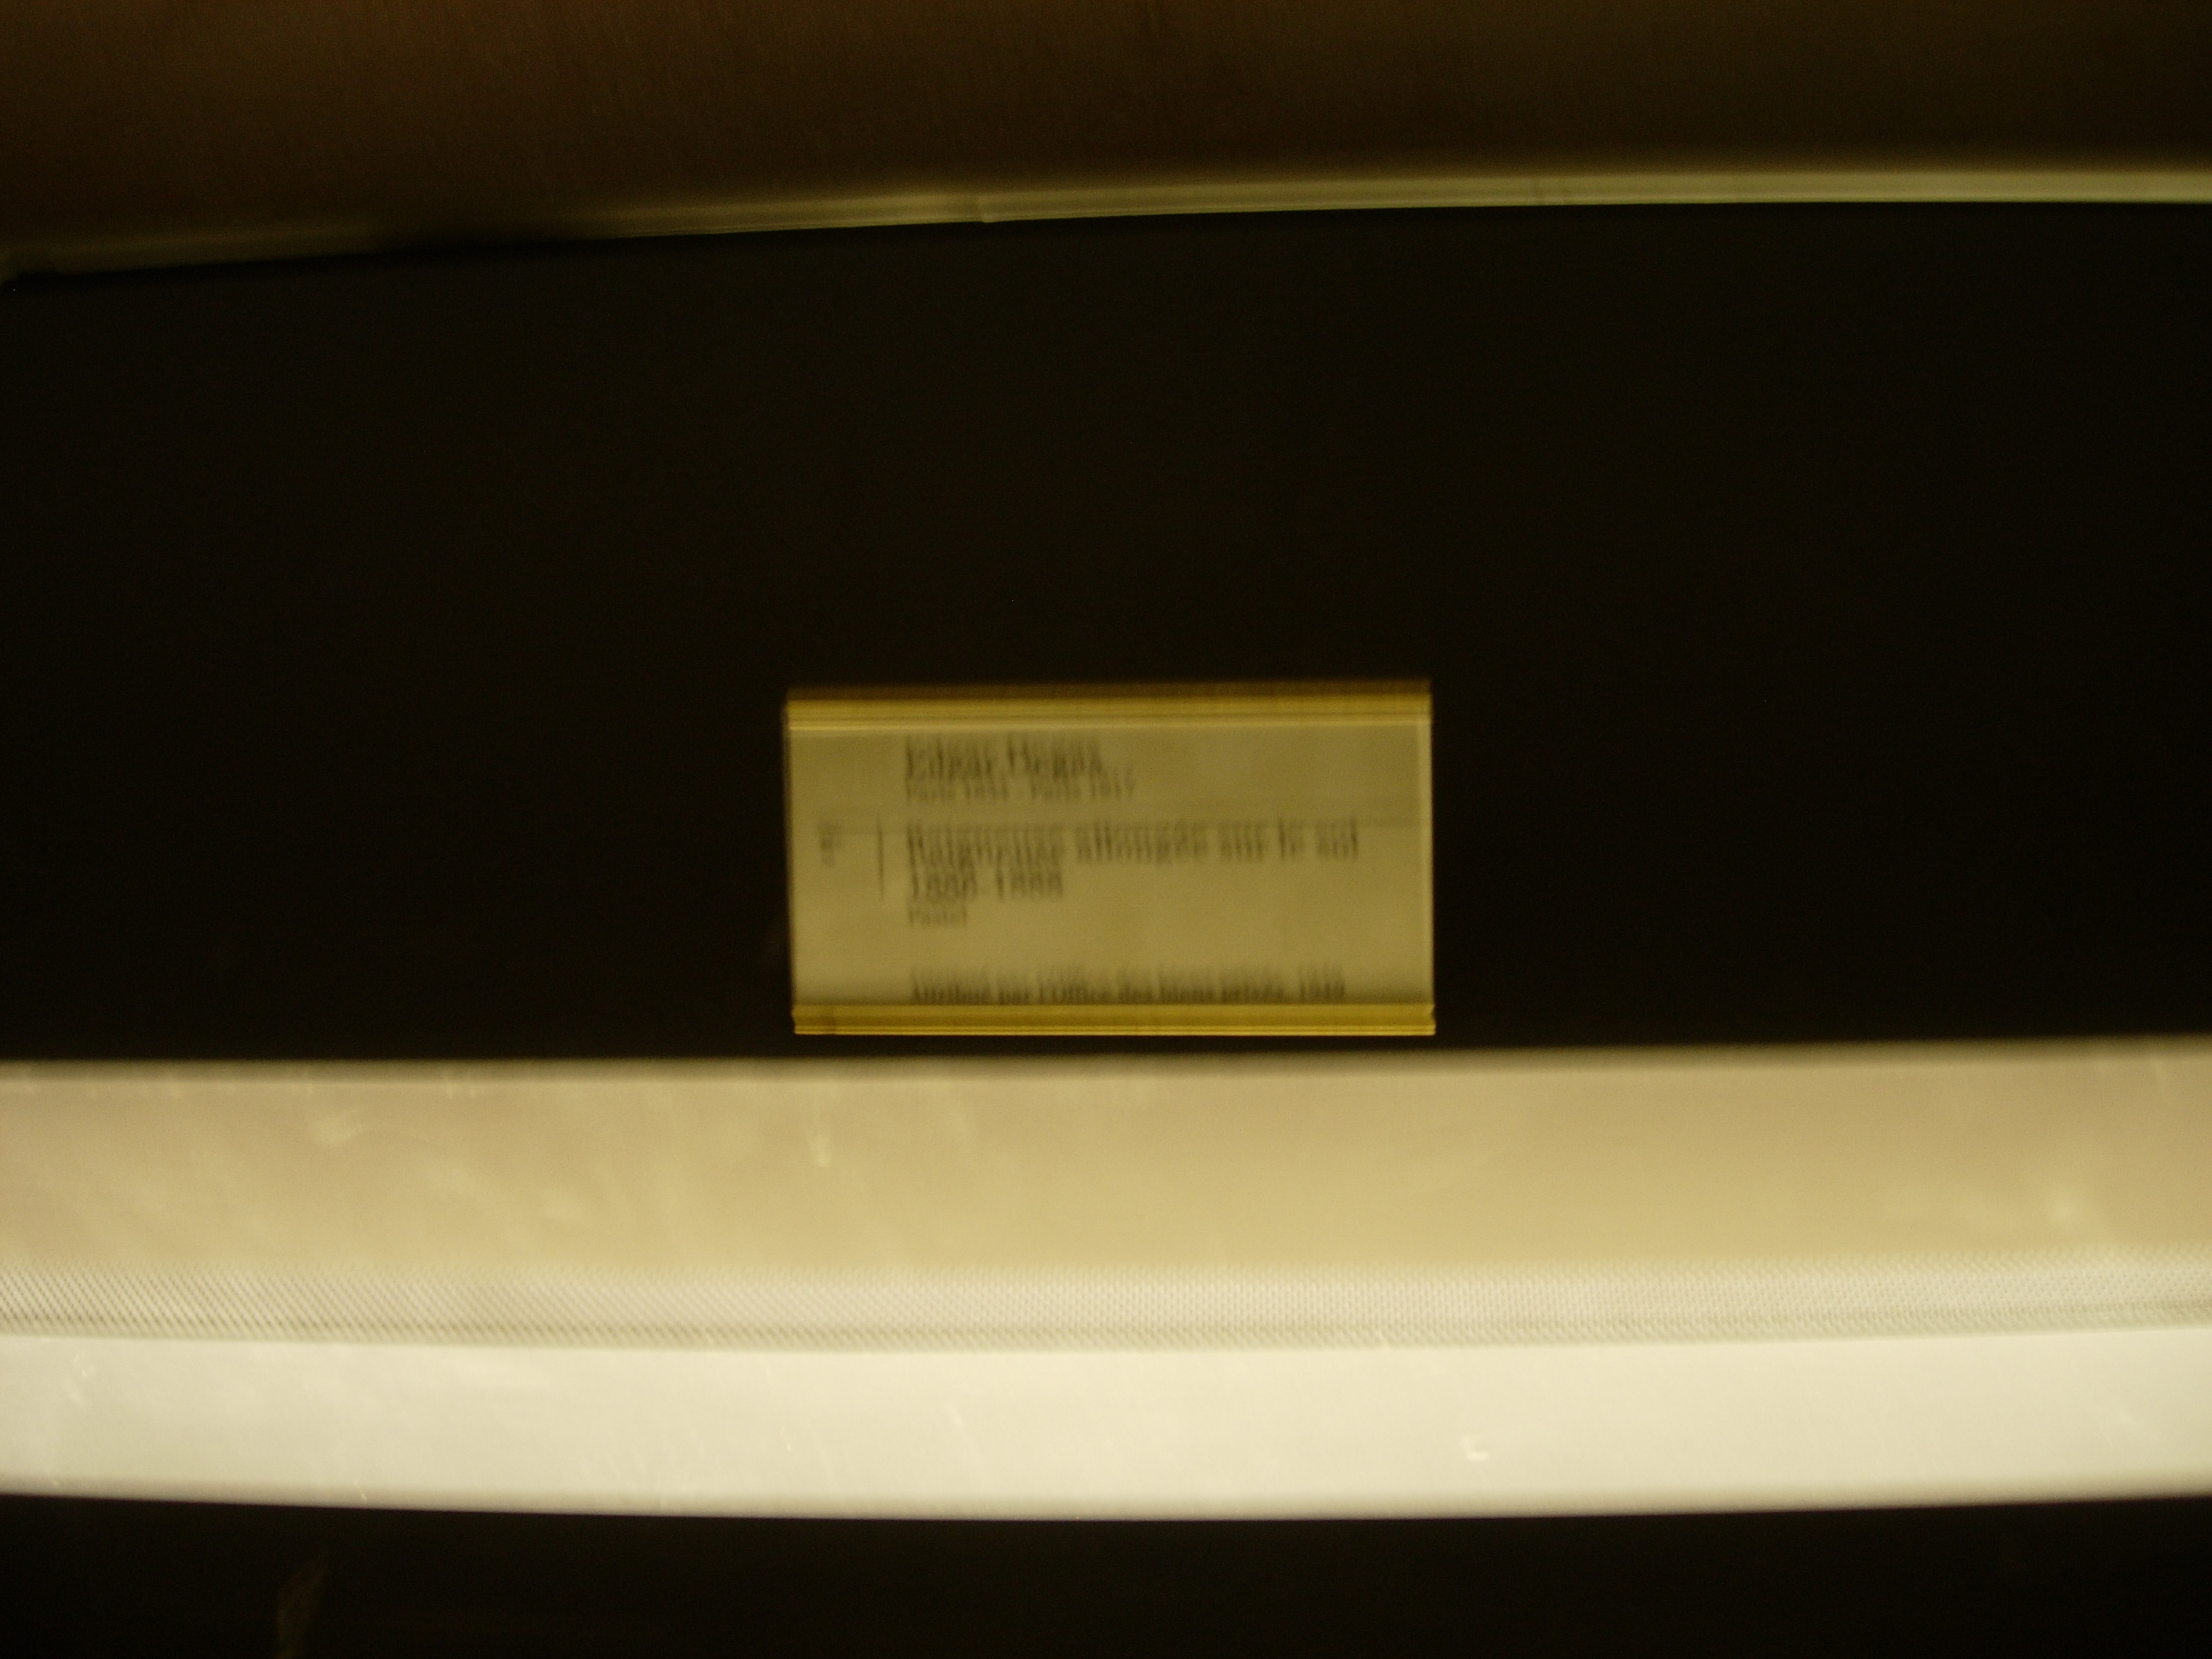 Edgar Degas
Paris 1834 - Paris 1917
Baigneuse allongée sur le sol
1886-1888
Pastel
Attribué par l'Office des biens privés, 1949